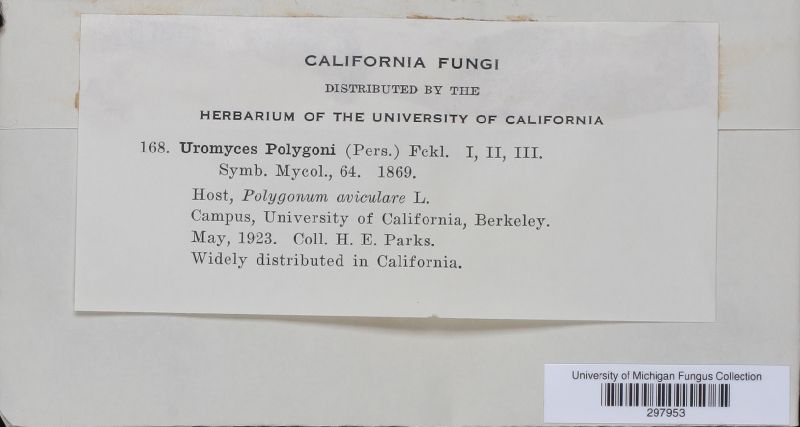 CALIFORNIA FUNGI
DISTRIBUTED BY THE
HERBARIUM OF THE UNIVERSITY OF CALIFORNIA
168. Uromyces Polygoni (Pers.) Fckl. I, II, III.
Symb. Mycol., 64. 1869.
Host, Polygonum aviculare L.
Campus, University of California, Berkeley.
May, 1923. Coll. H. E. Parks.
Widely distributed in California.
University of Michigan Fungus Collection
297953